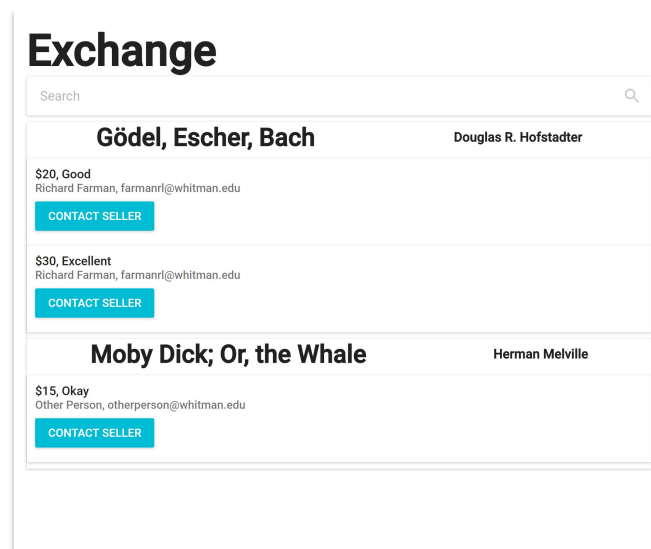 Exchange
Search
Gödel, Escher, Bach Douglas R. Hofstadter
$20, Good
Richard Farman, farmanrl@whitman.edu
CONTACT SELLER
$30, Excellent
Richard Farman, farmanrl@whitman.edu
CONTACT SELLER
Moby Dick; Or, the Whale Herman Melville
$15, Okay
Other Person, otherperson@whitman.edu
CONTACT SELLER